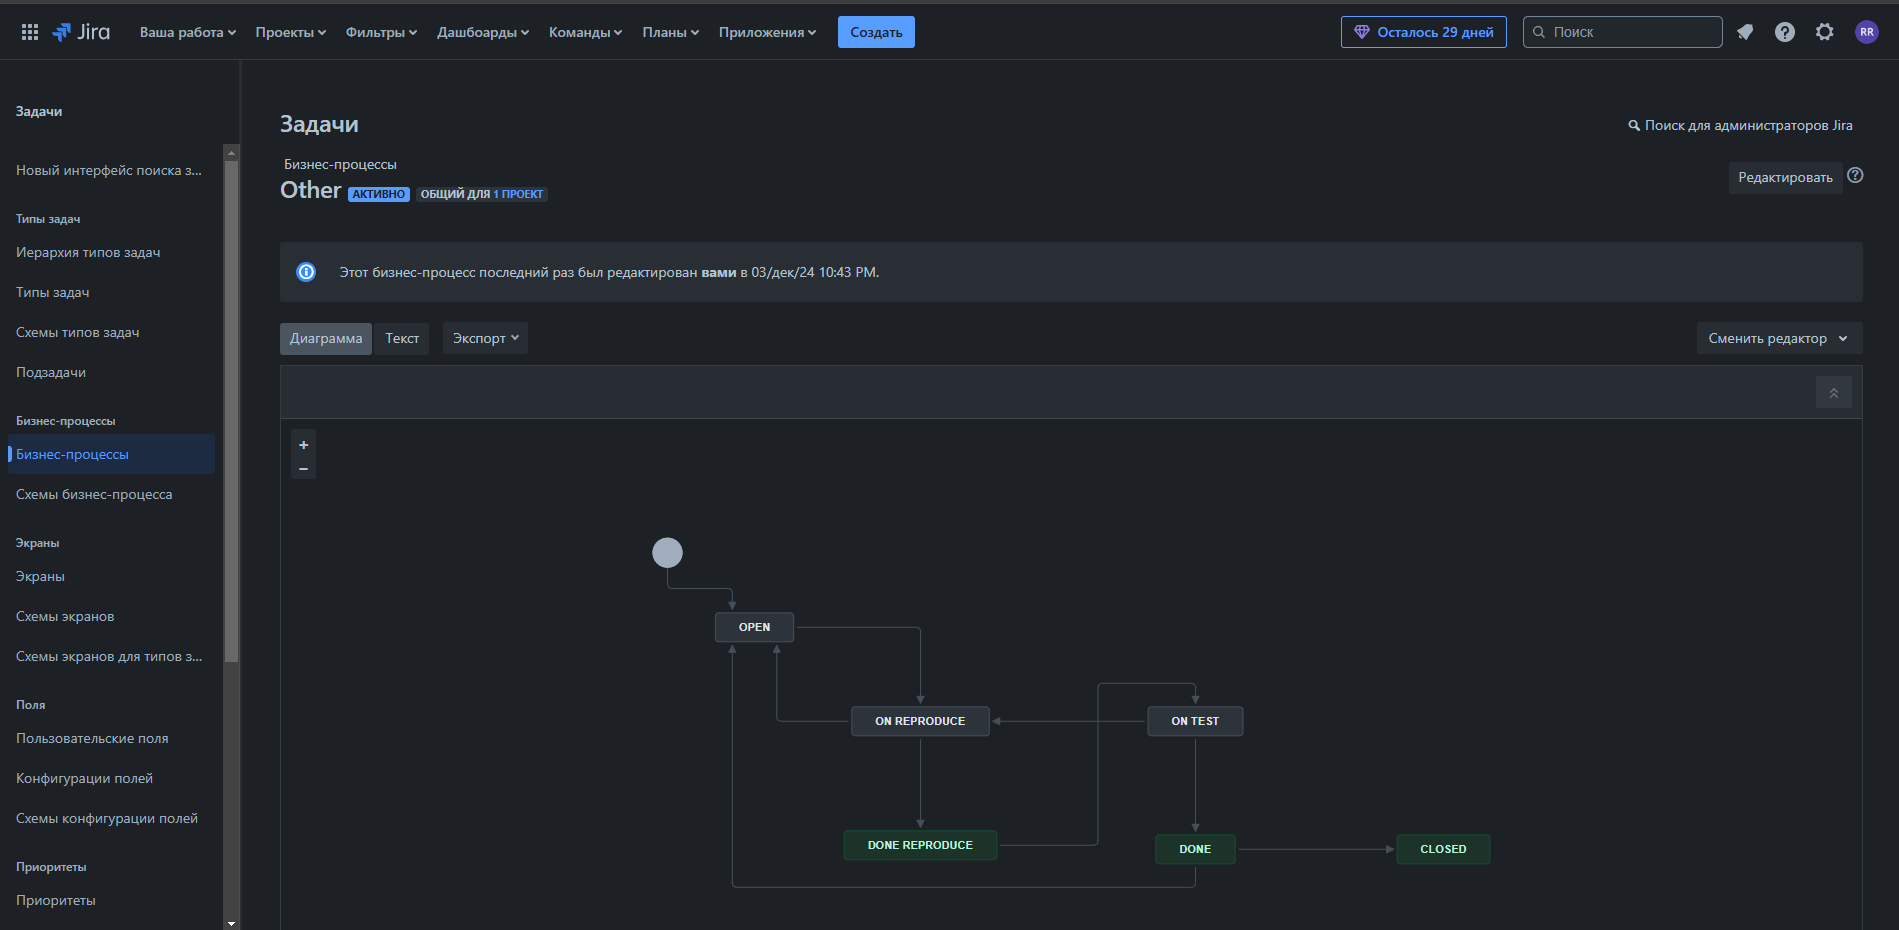 Jira
Ваша работа
Проекты
Фильтры
Дашборды
Команды
Планы
Приложения
Создать
Осталось 29 дней
Поиск
RR
Задачи
Новый интерфейс поиска з...
Типы задач
Иерархия типов задач
Типы задач
Схемы типов задач
Подзадачи
Бизнес-процессы
Бизнес-процессы
Схемы бизнес-процесса
Экраны
Экраны
Схемы экранов
Схемы экранов для типов з...
Поля
Пользовательские поля
Конфигурации полей
Схемы конфигурации полей
Приоритеты
Приоритеты
Задачи
Поиск для администраторов Jira
Бизнес-процессы
Other АКТИВНО ОБЩИЙ ДЛЯ 1 ПРОЕКТ
Редактировать
Этот бизнес-процесс последний раз был редактирован вами в 03/дек/24 10:43 PM.
Диаграмма
Текст
Экспорт
Сменить редактор
+
−
OPEN
ON REPRODUCE
ON TEST
DONE REPRODUCE
DONE
CLOSED